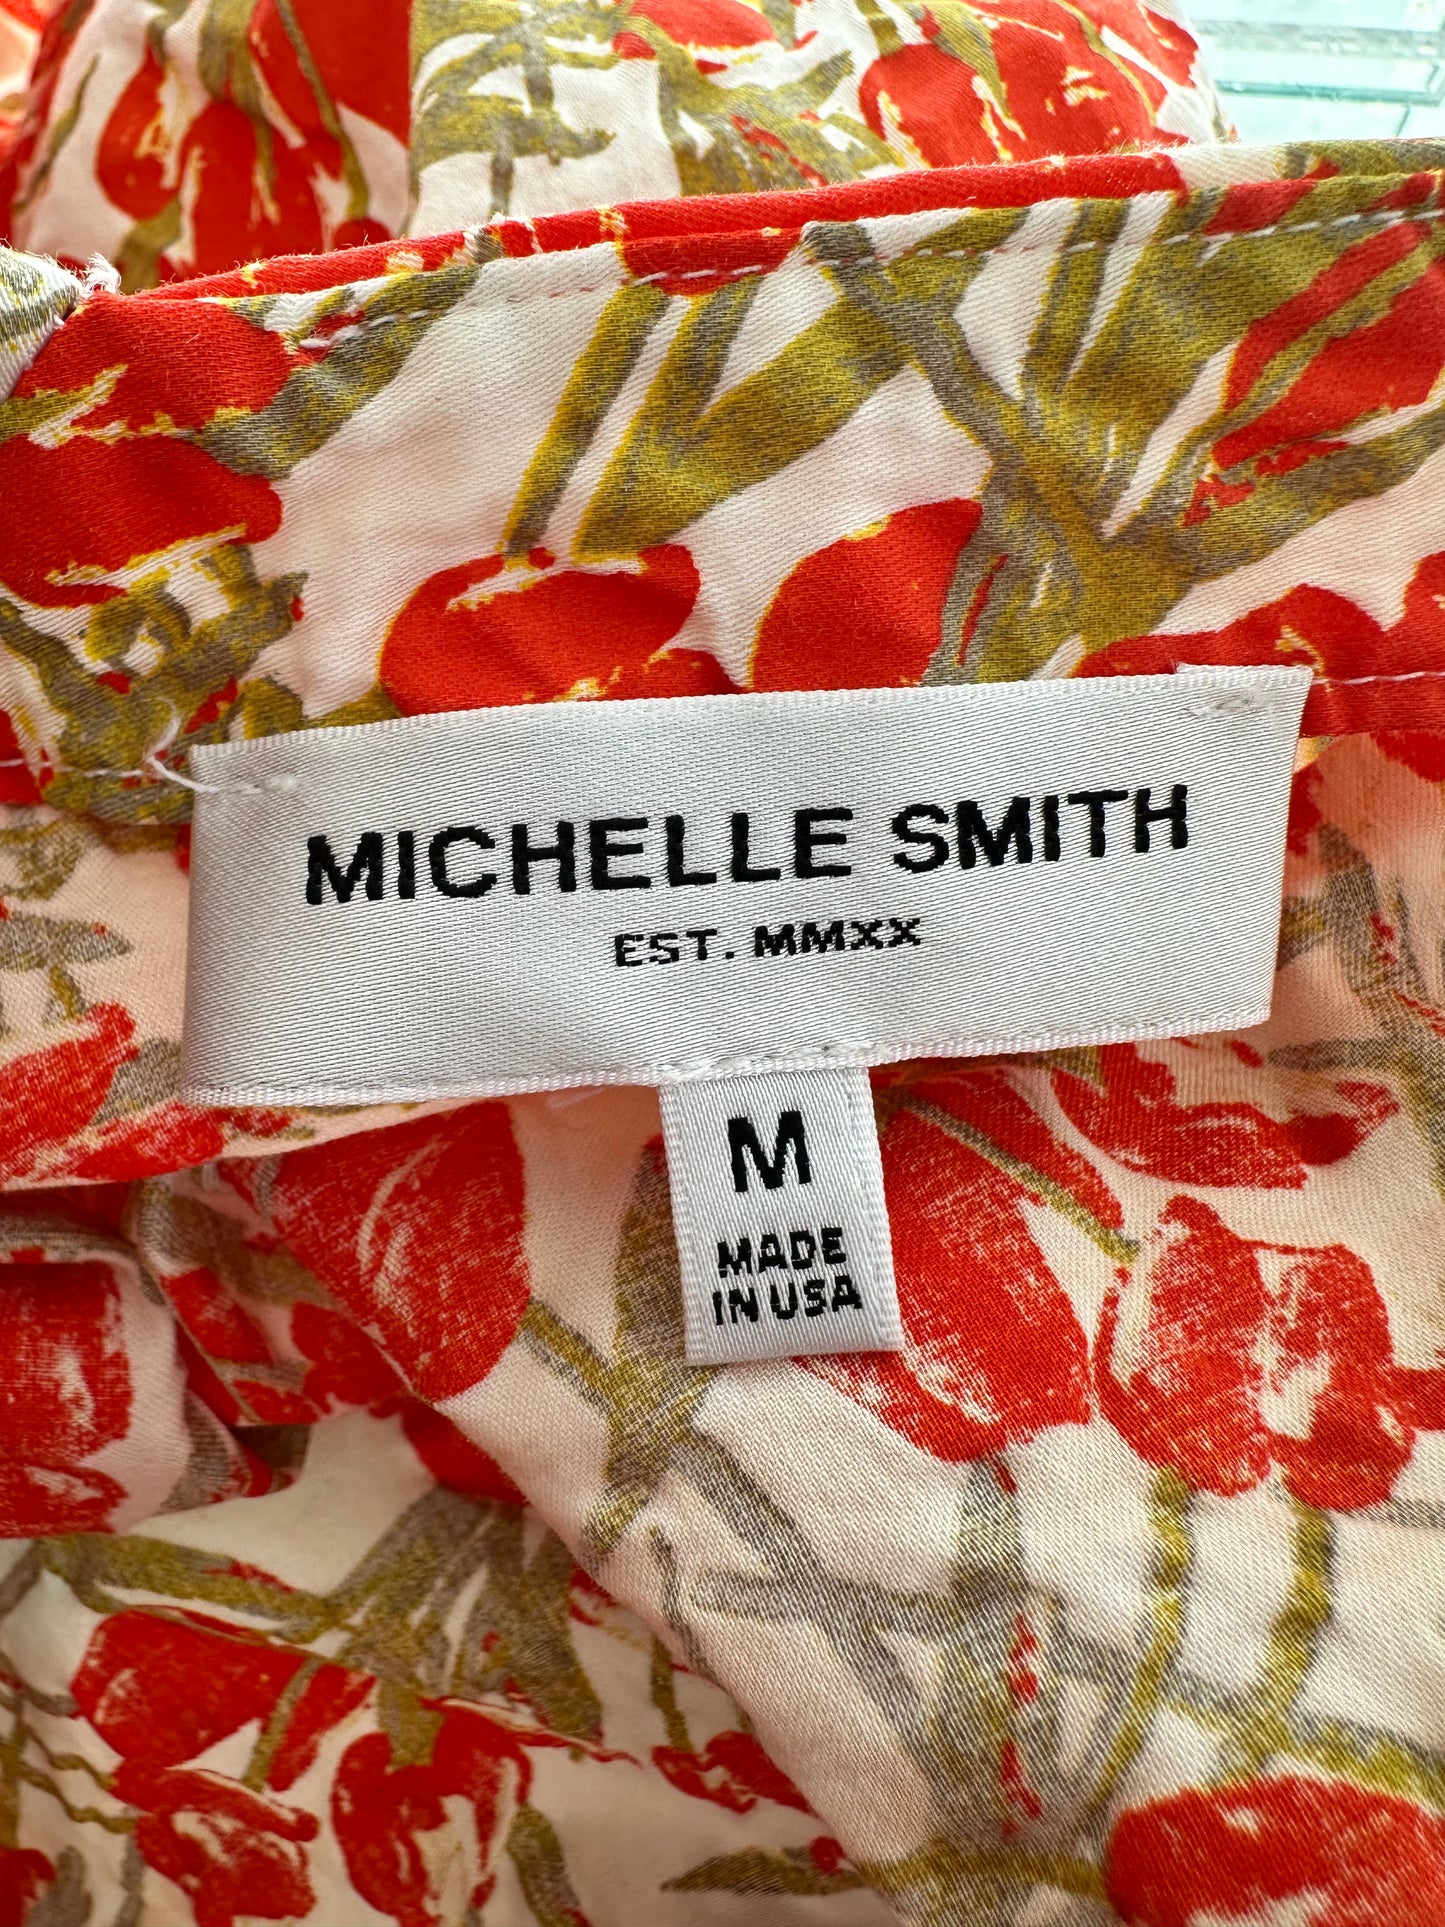 MICHELLE SMITH
EST. MMXX
M
MADE
IN USA